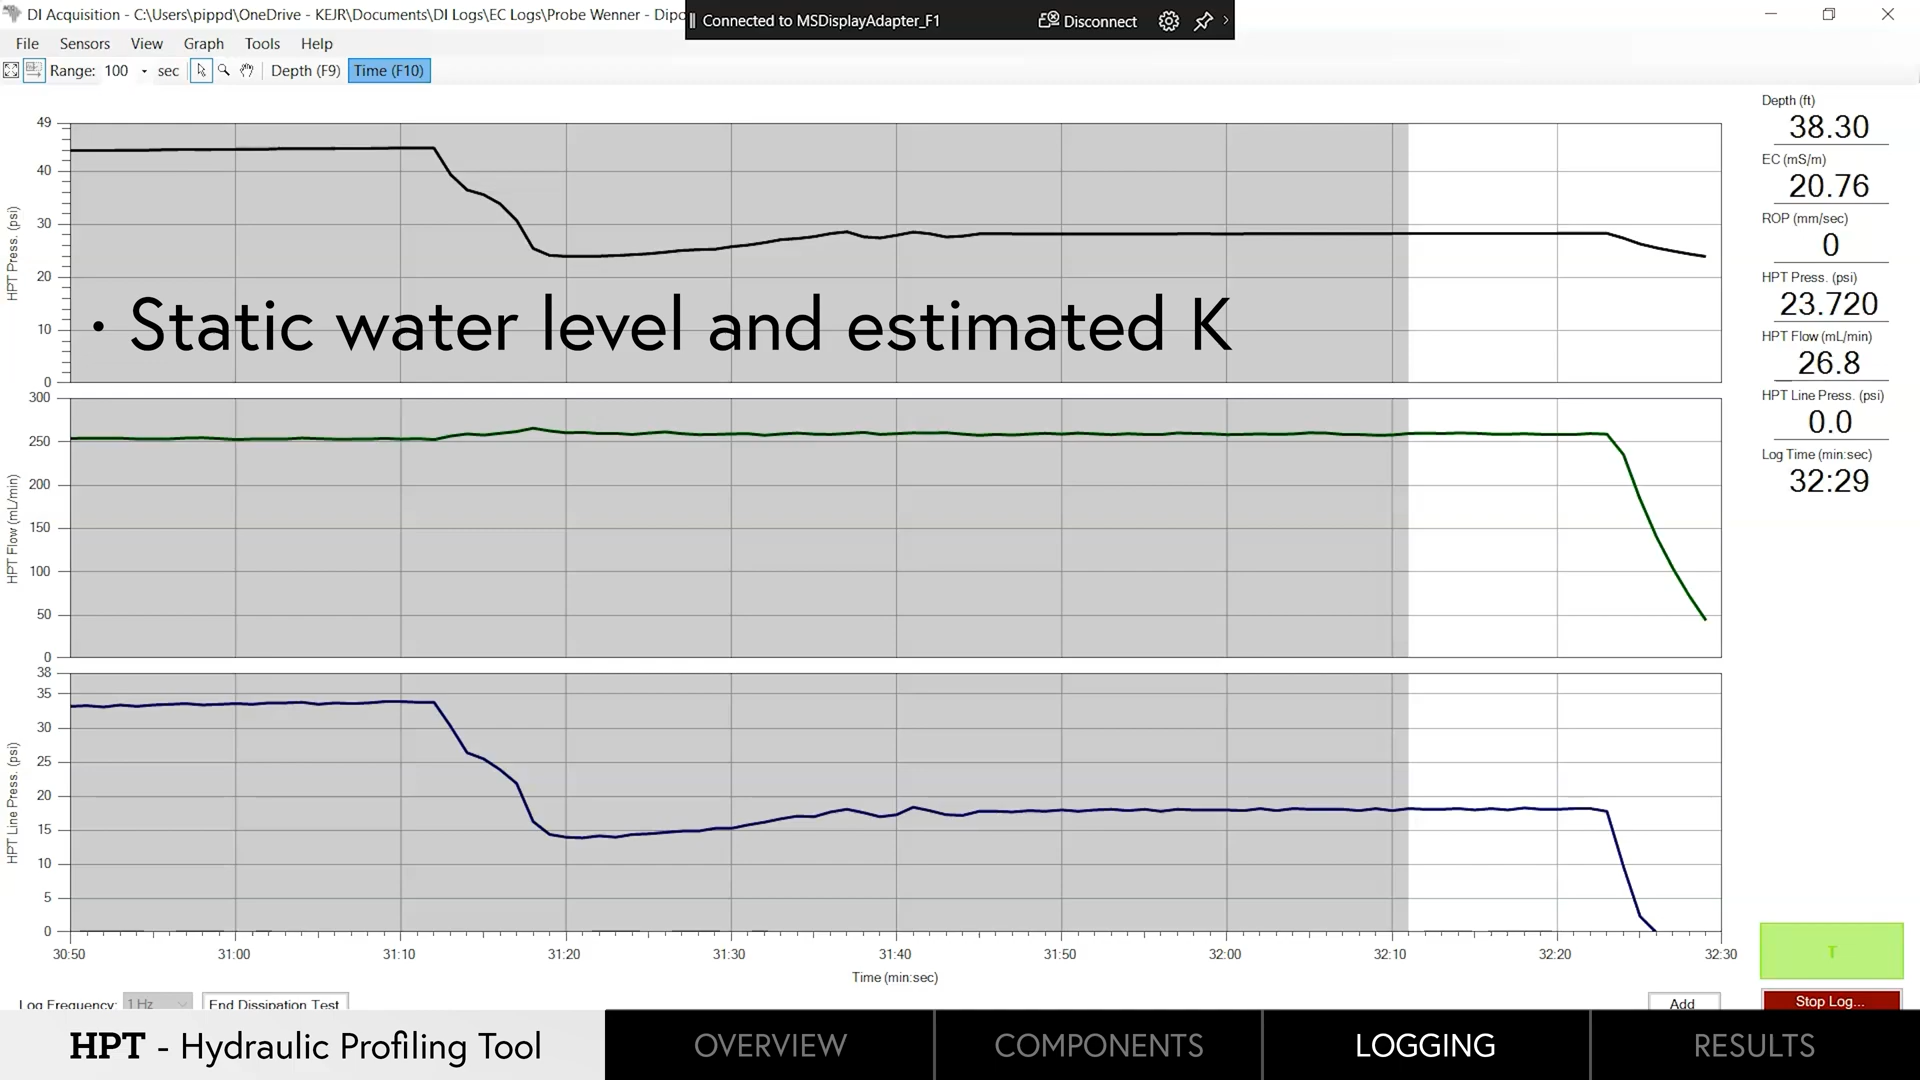 DI Acquisition - C:\Users\pippd\OneDrive - KEJR\Documents\DI Logs\EC Logs\Probe Wenner - Dipo
Connected to MSDisplayAdapter_F1 Disconnect
File Sensors View Graph Tools Help
Range: 100 sec Depth (F9) Time (F10)
49
40
30
20
10
0
HPT Press. (psi)
• Static water level and estimated K
300
250
200
150
100
50
0
HPT Flow (mL/min)
38
35
30
25
20
15
10
5
0
HPT Line Press. (psi)
30:50 31:00 31:10 31:20 31:30 31:40 31:50 32:00 32:10 32:20 32:30
Time (min:sec)
Depth (ft)
38.30
EC (mS/m)
20.76
ROP (mm/sec)
0
HPT Press. (psi)
23.720
HPT Flow (mL/min)
26.8
HPT Line Press. (psi)
0.0
Log Time (min:sec)
32:29
T
Log Frequency: 1 Hz End Dissipation Test Add Stop Log...
HPT - Hydraulic Profiling Tool OVERVIEW COMPONENTS LOGGING RESULTS